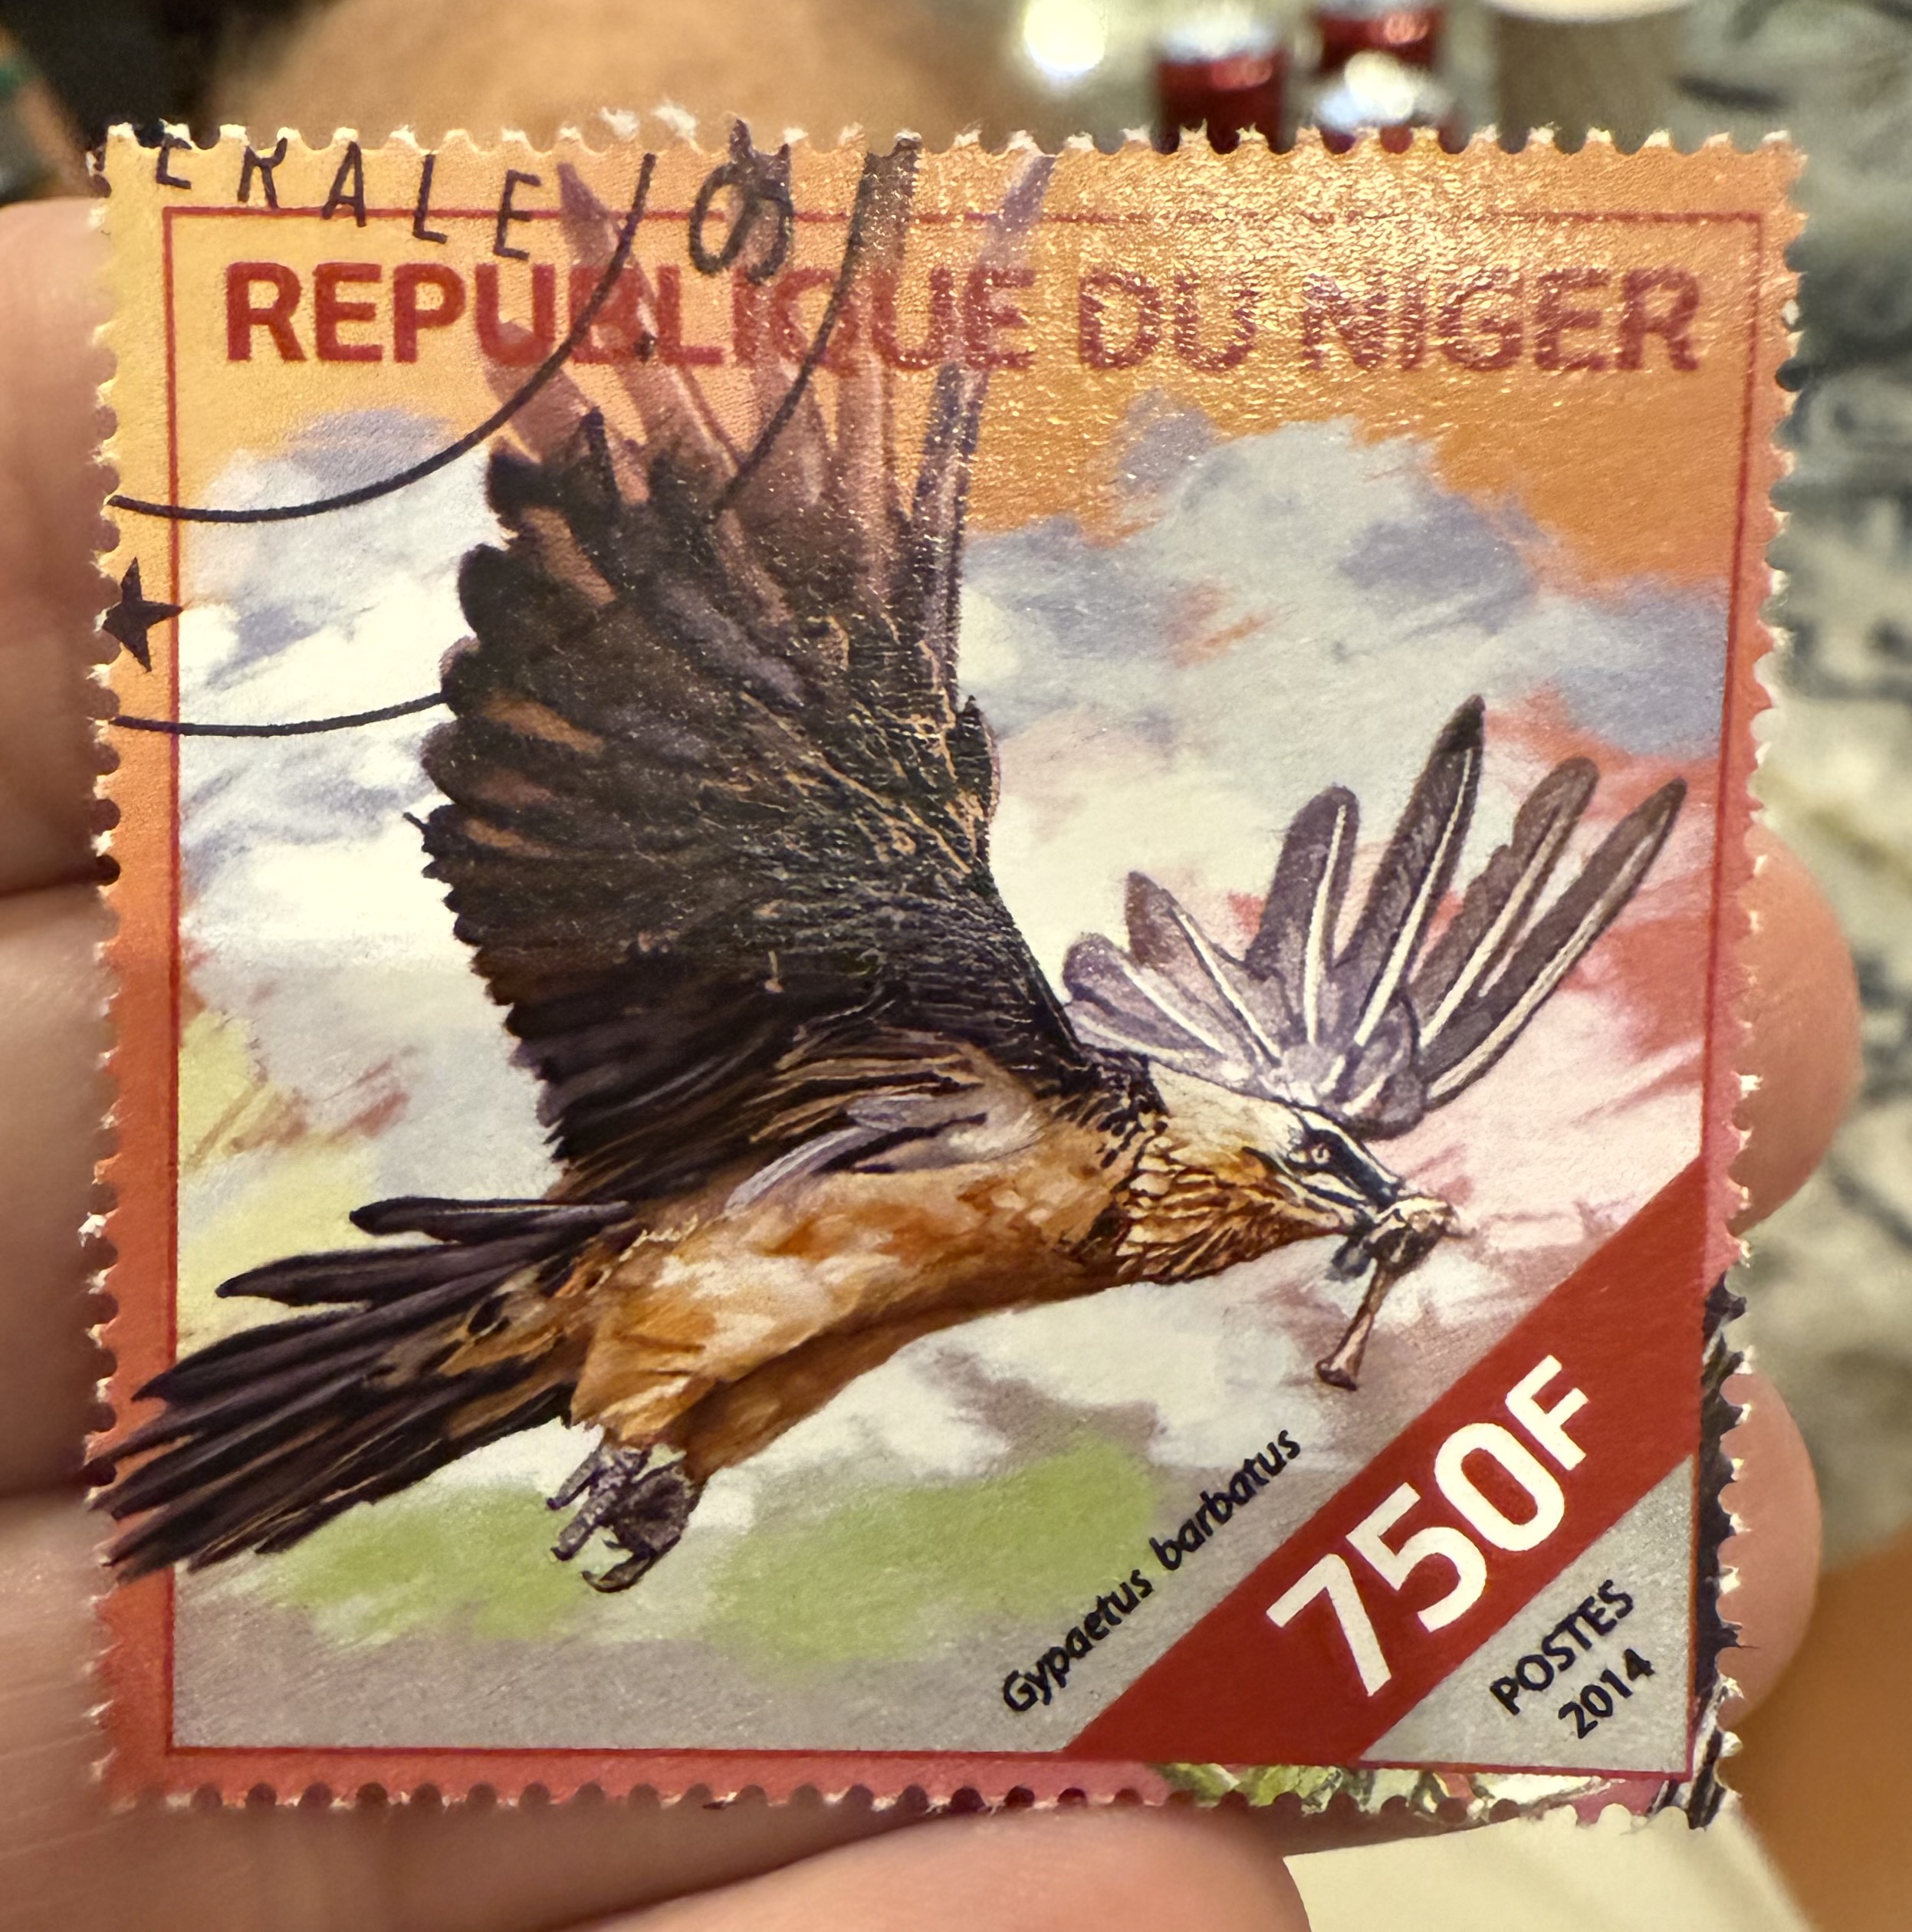 ERALE
REPUBLIQUE DU NIGER
Gypaetus barbatus
750F
POSTES
2014